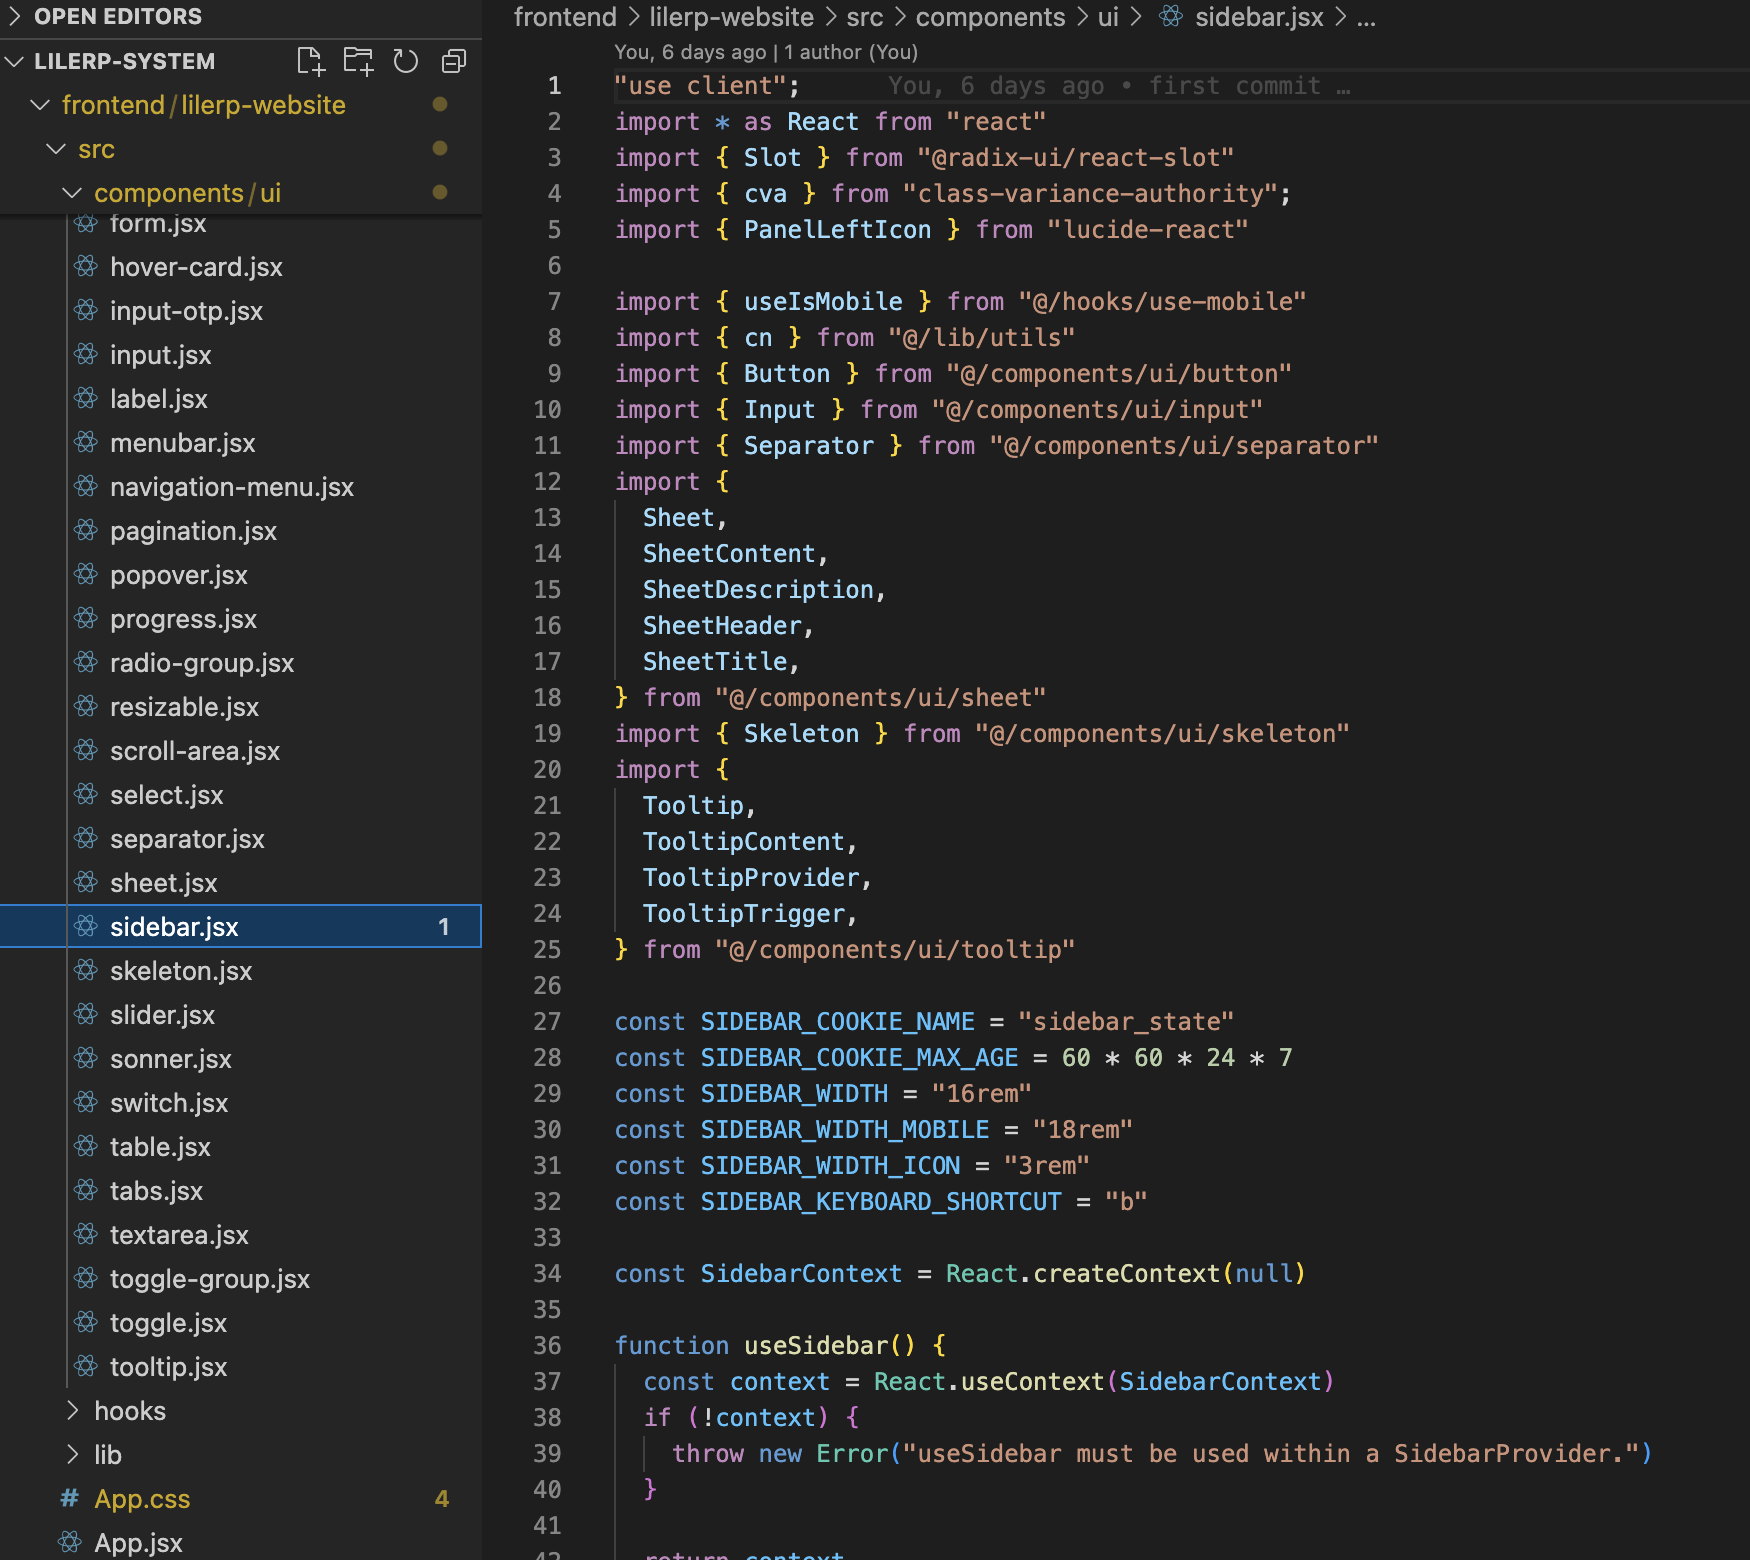 OPEN EDITORS
LILERP-SYSTEM
frontend/lilerp-website
src
components/ui
form.jsx
hover-card.jsx
input-otp.jsx
input.jsx
label.jsx
menubar.jsx
navigation-menu.jsx
pagination.jsx
popover.jsx
progress.jsx
radio-group.jsx
resizable.jsx
scroll-area.jsx
select.jsx
separator.jsx
sheet.jsx
sidebar.jsx 1
skeleton.jsx
slider.jsx
sonner.jsx
switch.jsx
table.jsx
tabs.jsx
textarea.jsx
toggle-group.jsx
toggle.jsx
tooltip.jsx
hooks
lib
# App.css 4
App.jsx
frontend > lilerp-website > src > components > ui > sidebar.jsx > ...
You, 6 days ago | 1 author (You)
1 "use client"; You, 6 days ago • first commit …
2 import * as React from "react"
3 import { Slot } from "@radix-ui/react-slot"
4 import { cva } from "class-variance-authority";
5 import { PanelLeftIcon } from "lucide-react"
6
7 import { useIsMobile } from "@/hooks/use-mobile"
8 import { cn } from "@/lib/utils"
9 import { Button } from "@/components/ui/button"
10 import { Input } from "@/components/ui/input"
11 import { Separator } from "@/components/ui/separator"
12 import {
13 Sheet,
14 SheetContent,
15 SheetDescription,
16 SheetHeader,
17 SheetTitle,
18 } from "@/components/ui/sheet"
19 import { Skeleton } from "@/components/ui/skeleton"
20 import {
21 Tooltip,
22 TooltipContent,
23 TooltipProvider,
24 TooltipTrigger,
25 } from "@/components/ui/tooltip"
26
27 const SIDEBAR_COOKIE_NAME = "sidebar_state"
28 const SIDEBAR_COOKIE_MAX_AGE = 60 * 60 * 24 * 7
29 const SIDEBAR_WIDTH = "16rem"
30 const SIDEBAR_WIDTH_MOBILE = "18rem"
31 const SIDEBAR_WIDTH_ICON = "3rem"
32 const SIDEBAR_KEYBOARD_SHORTCUT = "b"
33
34 const SidebarContext = React.createContext(null)
35
36 function useSidebar() {
37 const context = React.useContext(SidebarContext)
38 if (!context) {
39 throw new Error("useSidebar must be used within a SidebarProvider.")
40 }
41
42 return context